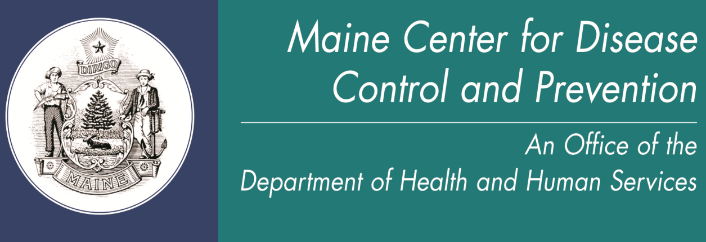 DIRIGO
MAINE
Maine Center for Disease
Control and Prevention
An Office of the
Department of Health and Human Services